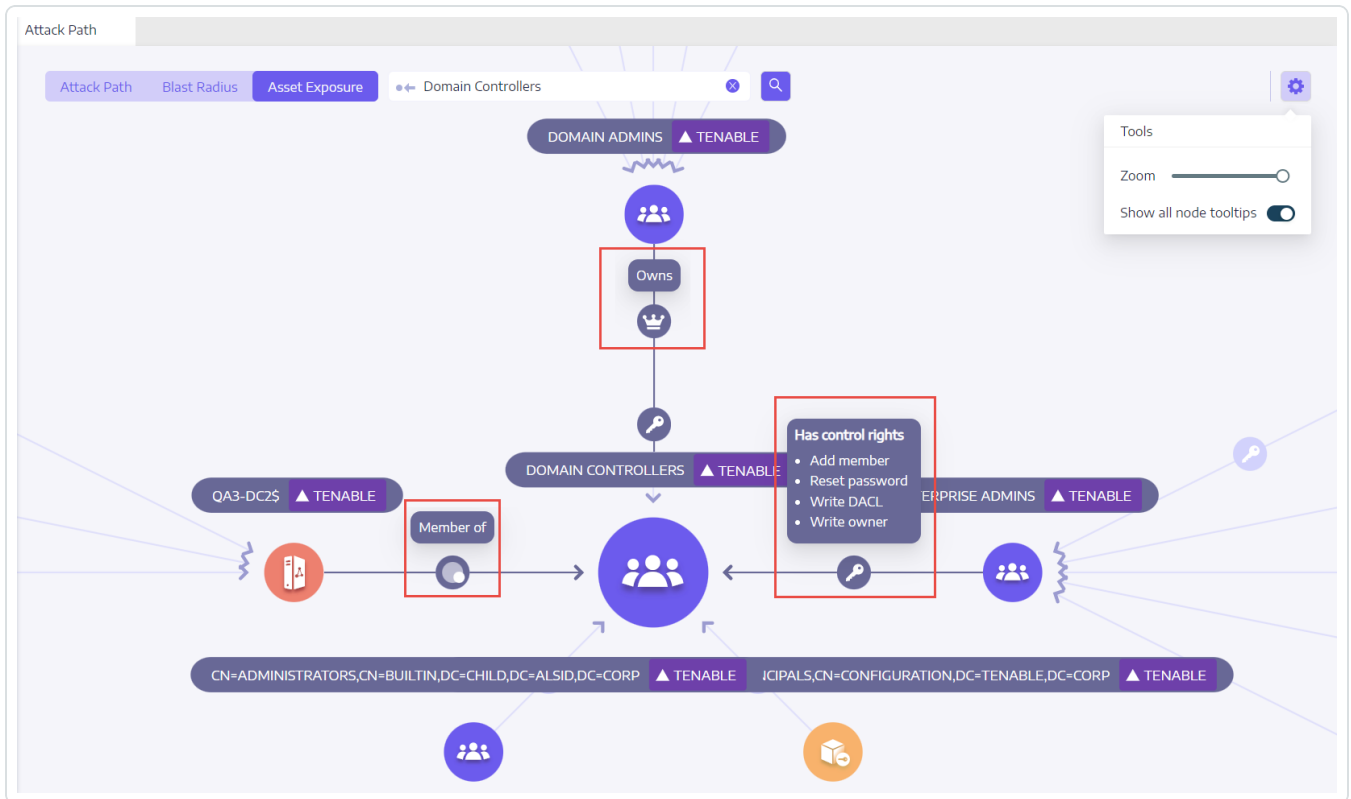 Attack Path
Attack Path Blast Radius Asset Exposure Domain Controllers
DOMAIN ADMINS TENABLE
Tools
Zoom
Show all node tooltips
Owns
Has control rights
Add member
Reset password
Write DACL
Write owner
DOMAIN CONTROLLERS TENABLE
QA3-DC2$ TENABLE
ADMINS TENABLE
Member of
CN=ADMINISTRATORS,CN=BUILTIN,DC=CHILD,DC=ALSID,DC=CORP TENABLE
CIPALS,CN=CONFIGURATION,DC=TENABLE,DC=CORP TENABLE